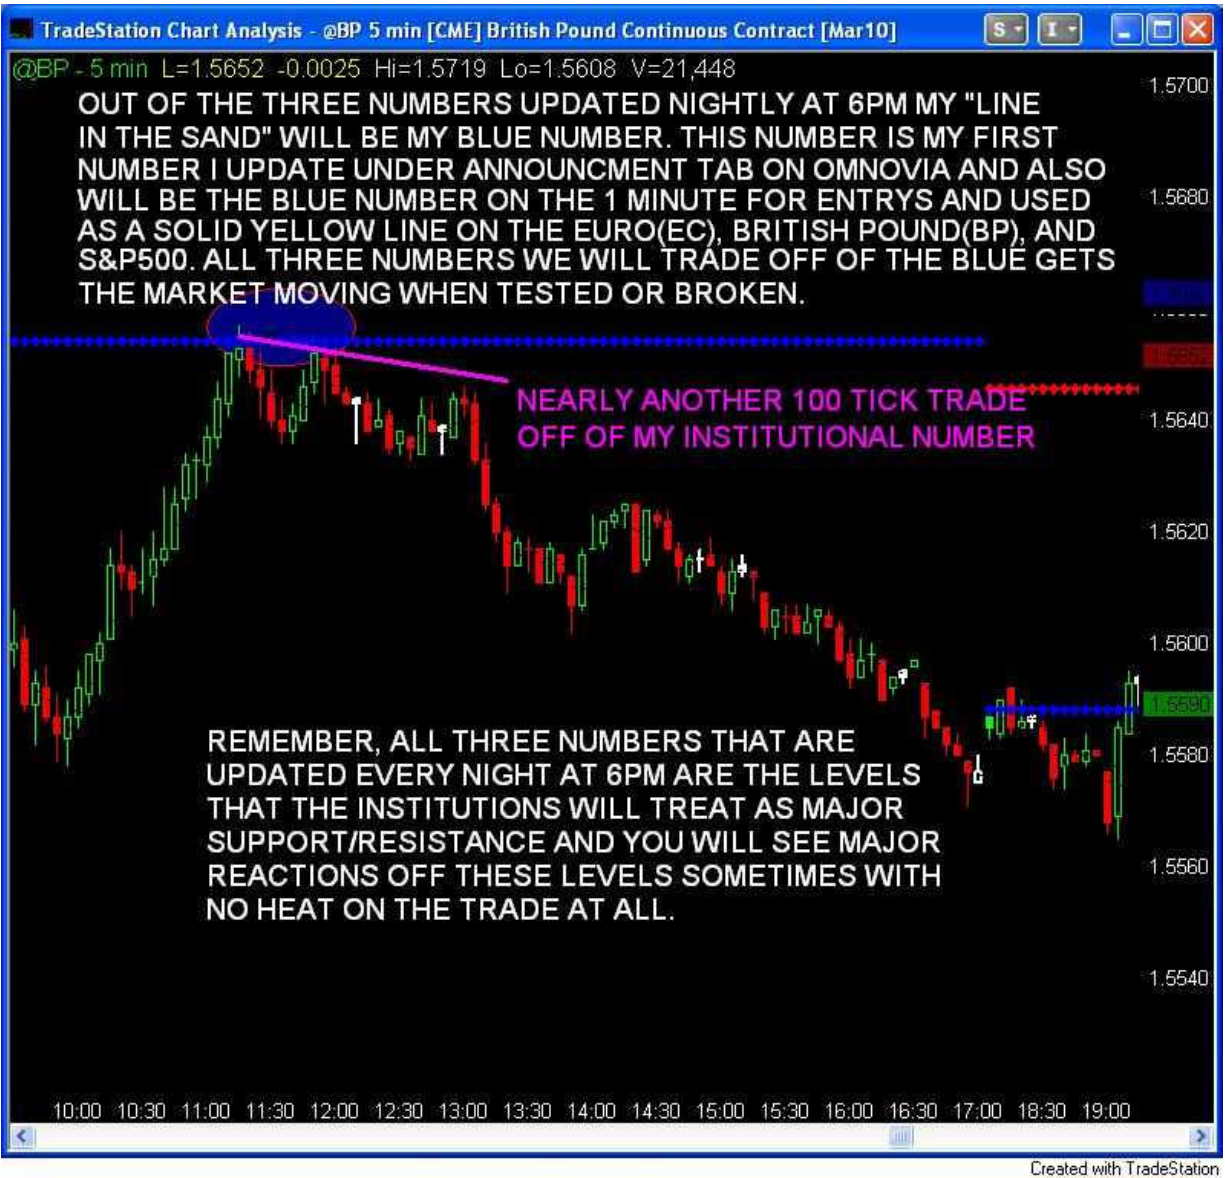 TradeStation Chart Analysis - @BP 5 min [CME] British Pound Continuous Contract [Mar10]
S
I
@BP - 5 min L=1.5652 -0.0025 Hi=1.5719 Lo=1.5608 V=21,448
OUT OF THE THREE NUMBERS UPDATED NIGHTLY AT 6PM MY "LINE
IN THE SAND" WILL BE MY BLUE NUMBER. THIS NUMBER IS MY FIRST
NUMBER I UPDATE UNDER ANNOUNCMENT TAB ON OMNOVIA AND ALSO
WILL BE THE BLUE NUMBER ON THE 1 MINUTE FOR ENTRYS AND USED
AS A SOLID YELLOW LINE ON THE EURO(EC), BRITISH POUND(BP), AND
S&P500. ALL THREE NUMBERS WE WILL TRADE OFF OF THE BLUE GETS
THE MARKET MOVING WHEN TESTED OR BROKEN.
1.5700
1.5680
1.5652
NEARLY ANOTHER 100 TICK TRADE
OFF OF MY INSTITUTIONAL NUMBER
1.5640
1.5620
1.5600
1.5590
1.5580
REMEMBER, ALL THREE NUMBERS THAT ARE
UPDATED EVERY NIGHT AT 6PM ARE THE LEVELS
THAT THE INSTITUTIONS WILL TREAT AS MAJOR
SUPPORT/RESISTANCE AND YOU WILL SEE MAJOR
REACTIONS OFF THESE LEVELS SOMETIMES WITH
NO HEAT ON THE TRADE AT ALL.
1.5560
1.5540
10:00 10:30 11:00 11:30 12:00 12:30 13:00 13:30 14:00 14:30 15:00 15:30 16:00 16:30 17:00 18:30 19:00
Created with TradeStation